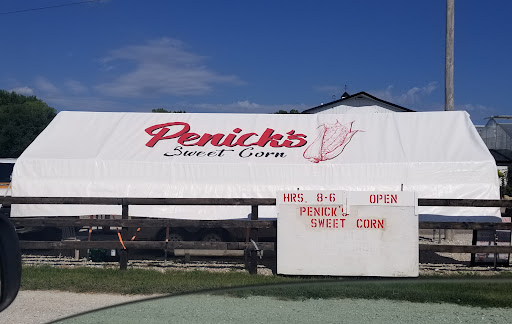 Penick's
Sweet Corn
HRS. 8-6 OPEN
PENICK'S
SWEET CORN